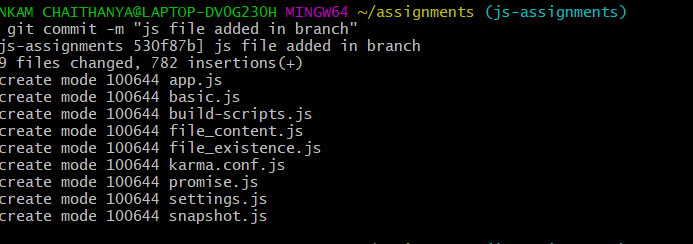 NKAM CHAITHANYA@LAPTOP-DVOG23OH MINGW64 ~/assignments (js-assignments)
git commit -m "js file added in branch"
js-assignments 530f87b] js file added in branch
9 files changed, 782 insertions(+)
create mode 100644 app.js
create mode 100644 basic.js
create mode 100644 build-scripts.js
create mode 100644 file_content.js
create mode 100644 file_existence.js
create mode 100644 karma.conf.js
create mode 100644 promise.js
create mode 100644 settings.js
create mode 100644 snapshot.js